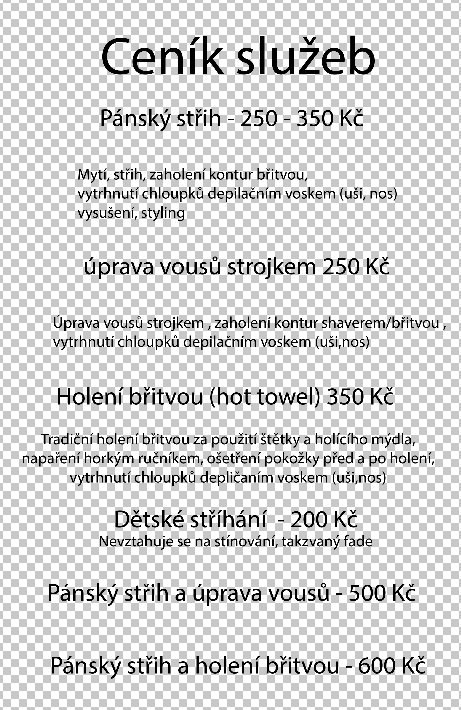 Ceník služeb
Pánský střih - 250 - 350 Kč
Mytí, střih, zaholení kontur břitvou,
vytrhnutí chloupků depilačním voskem (uši, nos)
vysušení, styling
úprava vousů strojkem 250 Kč
Úprava vousů strojkem , zaholení kontur shaverem/břitvou ,
vytrhnutí chloupků depilačním voskem (uši,nos)
Holení břitvou (hot towel) 350 Kč
Tradiční holení břitvou za použití štětky a holícího mýdla,
napaření horkým ručníkem, ošetření pokožky před a po holení,
vytrhnutí chloupků depličaním voskem (uši,nos)
Dětské stříhání - 200 Kč
Nevztahuje se na stínování, takzvaný fade
Pánský střih a úprava vousů - 500 Kč
Pánský střih a holení břitvou - 600 Kč